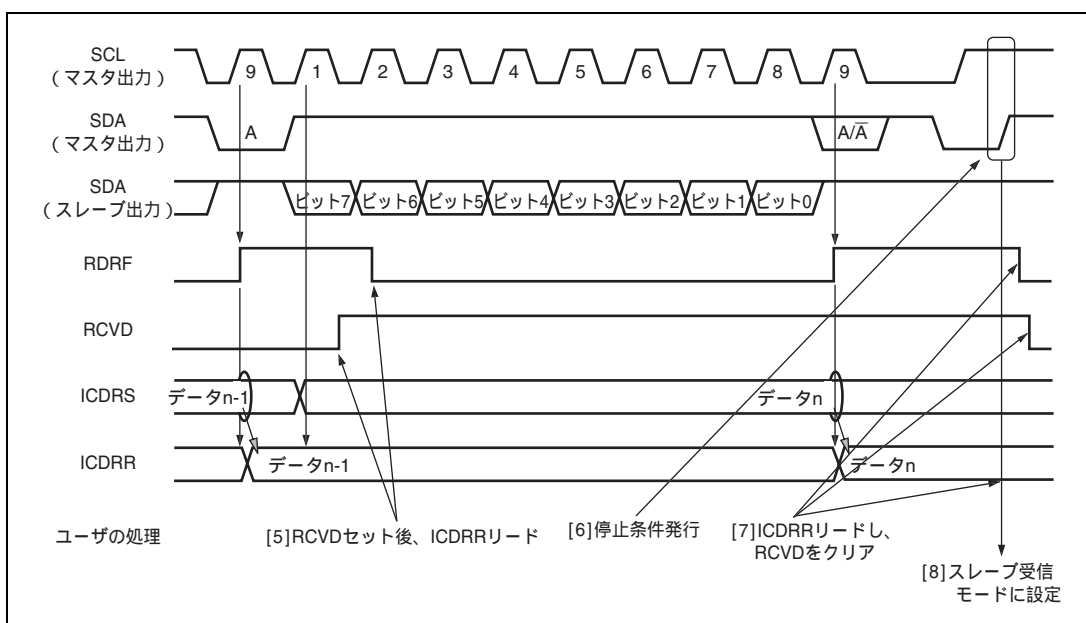 SCL
(マスタ出力)
9 1 2 3 4 5 6 7 8 9
SDA
(マスタ出力)
A A/A̅
SDA
(スレーブ出力)
ビット7 ビット6 ビット5 ビット4 ビット3 ビット2 ビット1 ビット0
RDRF
RCVD
ICDRS
データn-1 データn
ICDRR
データn-1 データn
ユーザの処理
[5]RCVDセット後、ICDRRリード
[6]停止条件発行
[7]ICDRRリードし、
RCVDをクリア
[8]スレーブ受信
モードに設定